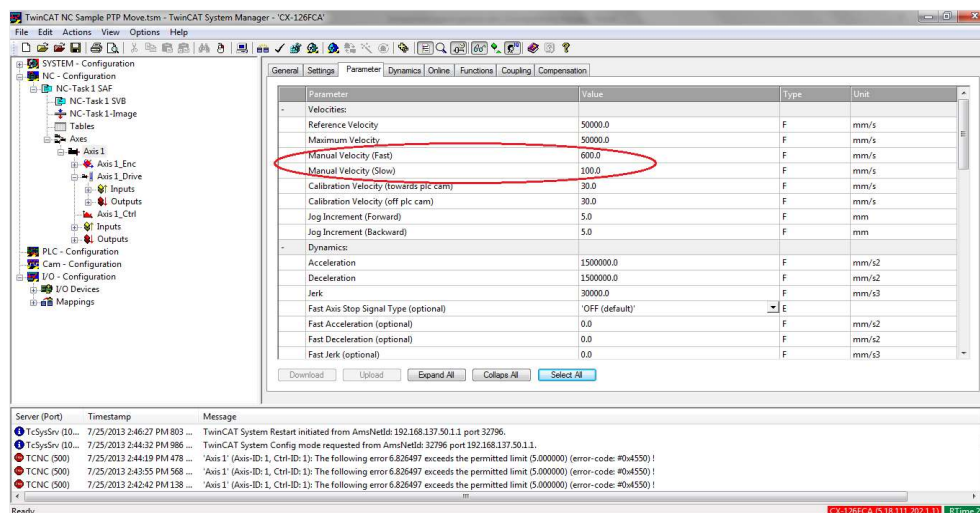 TwinCAT NC Sample PTP Move.tsm - TwinCAT System Manager - 'CX-126FCA'
File Edit Actions View Options Help
SYSTEM - Configuration
NC - Configuration
NC-Task 1 SAF
NC-Task 1 SVB
NC-Task 1-Image
Tables
Axes
Axis 1
Axis 1_Enc
Axis 1_Drive
Inputs
Outputs
Axis 1_Ctrl
Inputs
Outputs
PLC - Configuration
Cam - Configuration
I/O - Configuration
I/O Devices
Mappings
General Settings Parameter Dynamics Online Functions Coupling Compensation
Parameter Value Type Unit
- Velocities:
Reference Velocity 50000.0 F mm/s
Maximum Velocity 50000.0 F mm/s
Manual Velocity (Fast) 600.0 F mm/s
Manual Velocity (Slow) 100.0 F mm/s
Calibration Velocity (towards plc cam) 30.0 F mm/s
Calibration Velocity (off plc cam) 30.0 F mm/s
Jog Increment (Forward) 5.0 F mm
Jog Increment (Backward) 5.0 F mm
- Dynamics:
Acceleration 1500000.0 F mm/s2
Deceleration 1500000.0 F mm/s2
Jerk 30000.0 F mm/s3
Fast Axis Stop Signal Type (optional) 'OFF (default)' E
Fast Acceleration (optional) 0.0 F mm/s2
Fast Deceleration (optional) 0.0 F mm/s2
Fast Jerk (optional) 0.0 F mm/s3
Download Upload Expand All Collaps All Select All
Server (Port) Timestamp Message
TcSysSrv (10... 7/25/2013 2:46:27 PM 803 ... TwinCAT System Restart initiated from AmsNetId: 192.168.137.50.1.1 port 32796.
TcSysSrv (10... 7/25/2013 2:44:32 PM 986 ... TwinCAT System Config mode requested from AmsNetId: 32796 port 192.168.137.50.1.1.
TCNC (500) 7/25/2013 2:44:19 PM 478 ... 'Axis 1' (Axis-ID: 1, Ctrl-ID: 1): The following error 6.826497 exceeds the permitted limit (5.000000) (error-code: #0x4550) !
TCNC (500) 7/25/2013 2:43:55 PM 568 ... 'Axis 1' (Axis-ID: 1, Ctrl-ID: 1): The following error 6.826497 exceeds the permitted limit (5.000000) (error-code: #0x4550) !
TCNC (500) 7/25/2013 2:42:42 PM 138 ... 'Axis 1' (Axis-ID: 1, Ctrl-ID: 1): The following error 6.826497 exceeds the permitted limit (5.000000) (error-code: #0x4550) !
Ready CX-126FCA (5.18.111.202.1.1) RTime